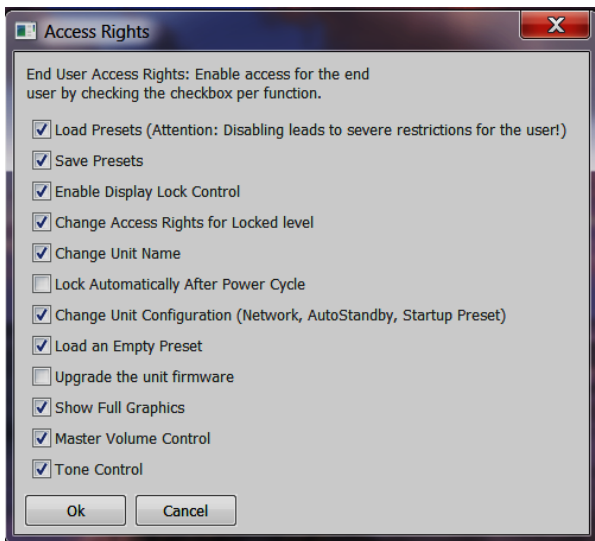 Access Rights
End User Access Rights: Enable access for the end
user by checking the checkbox per function.
Load Presets (Attention: Disabling leads to severe restrictions for the user!)
Save Presets
Enable Display Lock Control
Change Access Rights for Locked level
Change Unit Name
Lock Automatically After Power Cycle
Change Unit Configuration (Network, AutoStandby, Startup Preset)
Load an Empty Preset
Upgrade the unit firmware
Show Full Graphics
Master Volume Control
Tone Control
Ok Cancel